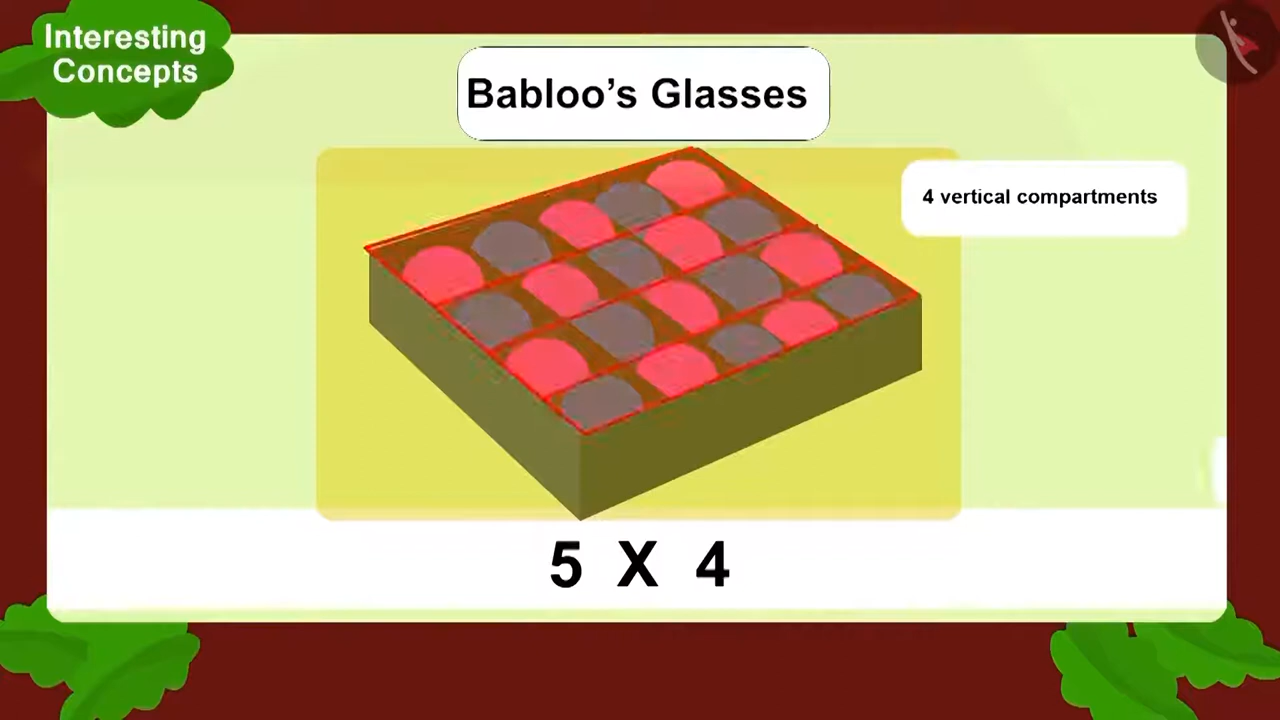 Interesting
Concepts
Babloo’s Glasses
4 vertical compartments
5 X 4